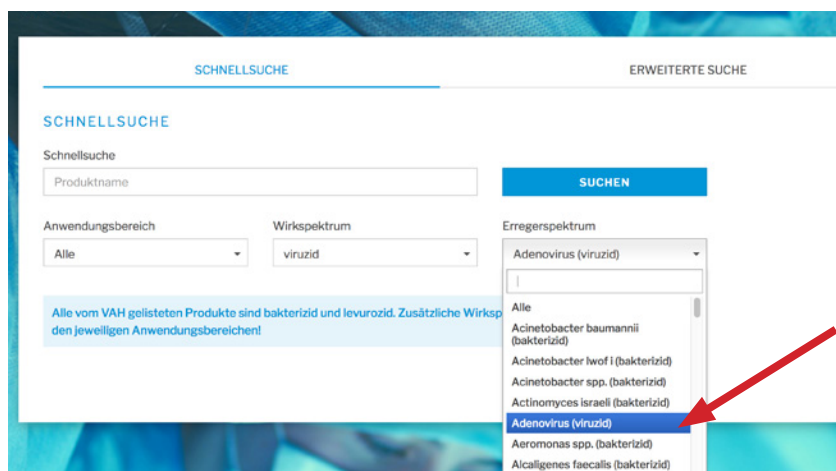 SCHNELLSUCHE
ERWEITERTE SUCHE
SCHNELLSUCHE
Schnellsuche
Produktname
SUCHEN
Anwendungsbereich
Wirkspektrum
Erregerspektrum
Alle
viruzid
Adenovirus (viruzid)
Alle vom VAH gelisteten Produkte sind bakterizid und levurozid. Zusätzliche Wirksp
den jeweiligen Anwendungsbereichen!
Alle
Acinetobacter baumannii
(bakterizid)
Acinetobacter lwof i (bakterizid)
Acinetobacter spp. (bakterizid)
Actinomyces israeli (bakterizid)
Adenovirus (viruzid)
Aeromonas spp. (bakterizid)
Alcaligenes faecalis (bakterizid)